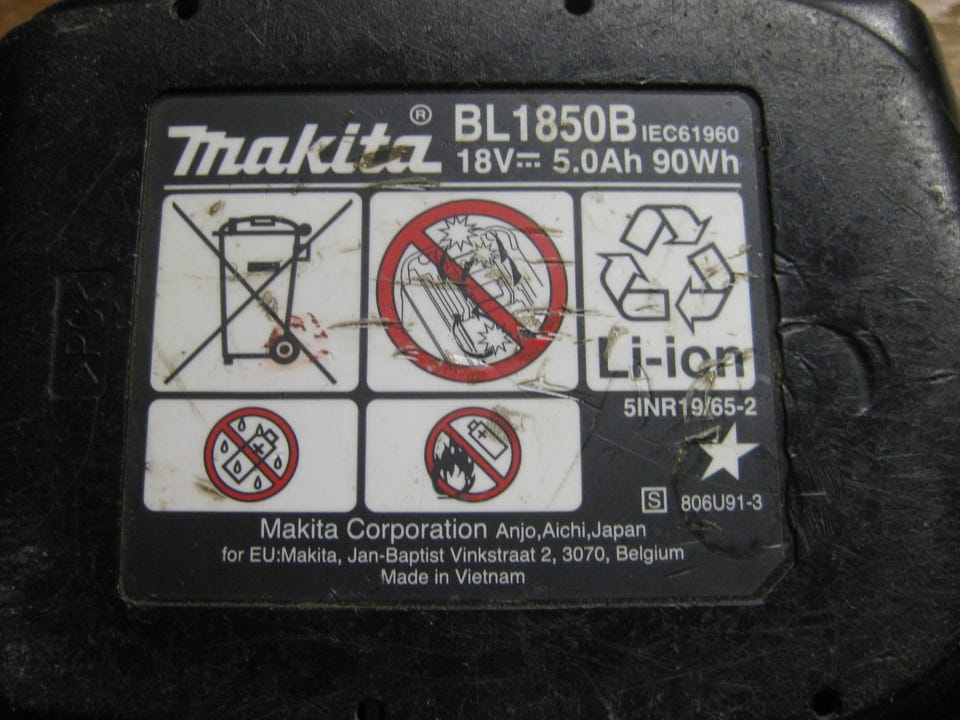 makita®
BL1850B IEC61960
18V⎓ 5.0Ah 90Wh
Li-ion
5INR19/65-2
S 806U91-3
Makita Corporation Anjo,Aichi,Japan
for EU:Makita, Jan-Baptist Vinkstraat 2, 3070, Belgium
Made in Vietnam
>PC<